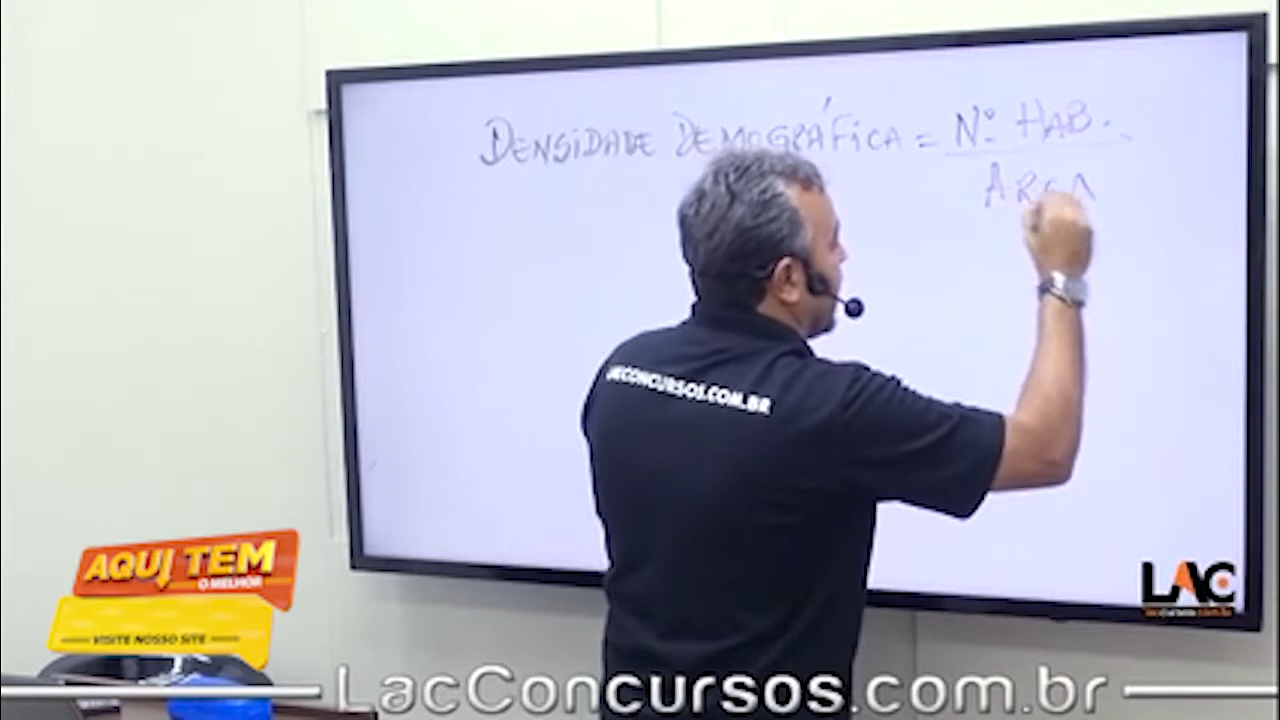 DENSIDADE DEMOGRÁFICA = Nº HAB.
ÁREA
LACCONCURSOS.COM.BR
AQUI TEM
O MELHOR
VISITE NOSSO SITE
LAC
LacConcursos.com.br